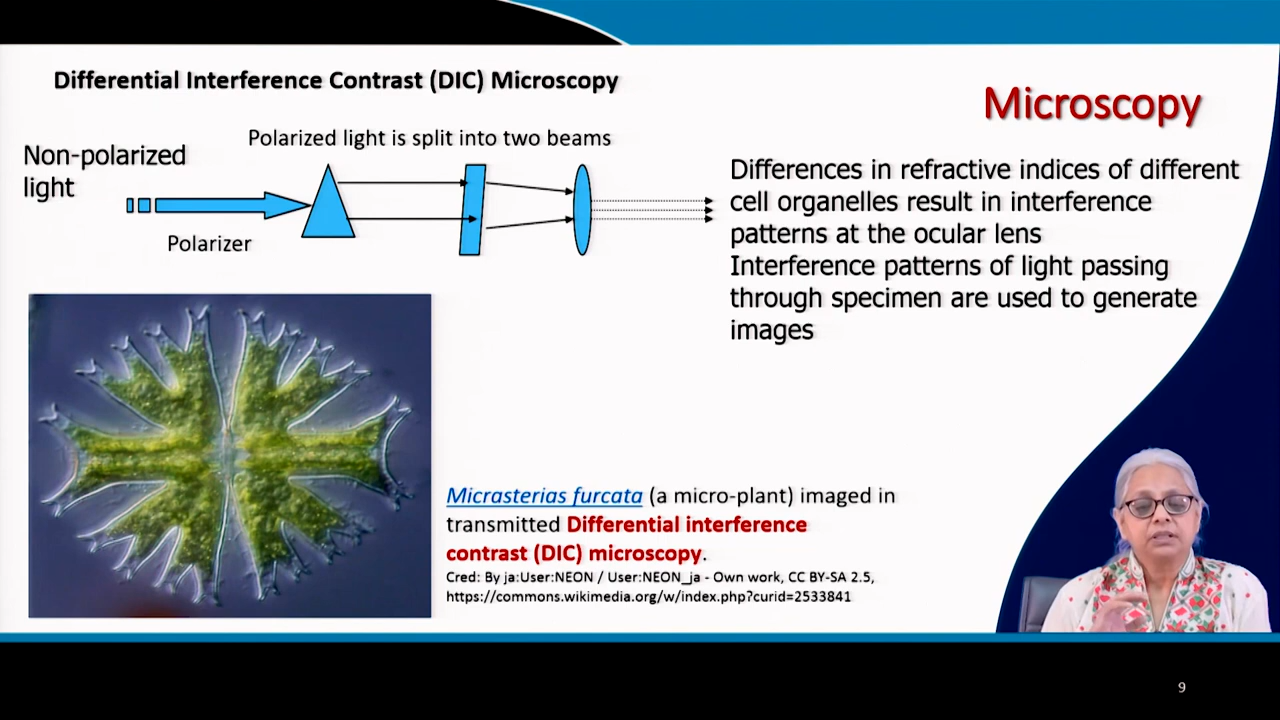 Differential Interference Contrast (DIC) Microscopy
Microscopy
Polarized light is split into two beams
Non-polarized
light
Polarizer
Differences in refractive indices of different
cell organelles result in interference
patterns at the ocular lens
Interference patterns of light passing
through specimen are used to generate
images
Micrasterias furcata (a micro-plant) imaged in
transmitted Differential interference
contrast (DIC) microscopy.
Cred: By ja:User:NEON / User:NEON_ja - Own work, CC BY-SA 2.5,
https://commons.wikimedia.org/w/index.php?curid=2533841
9